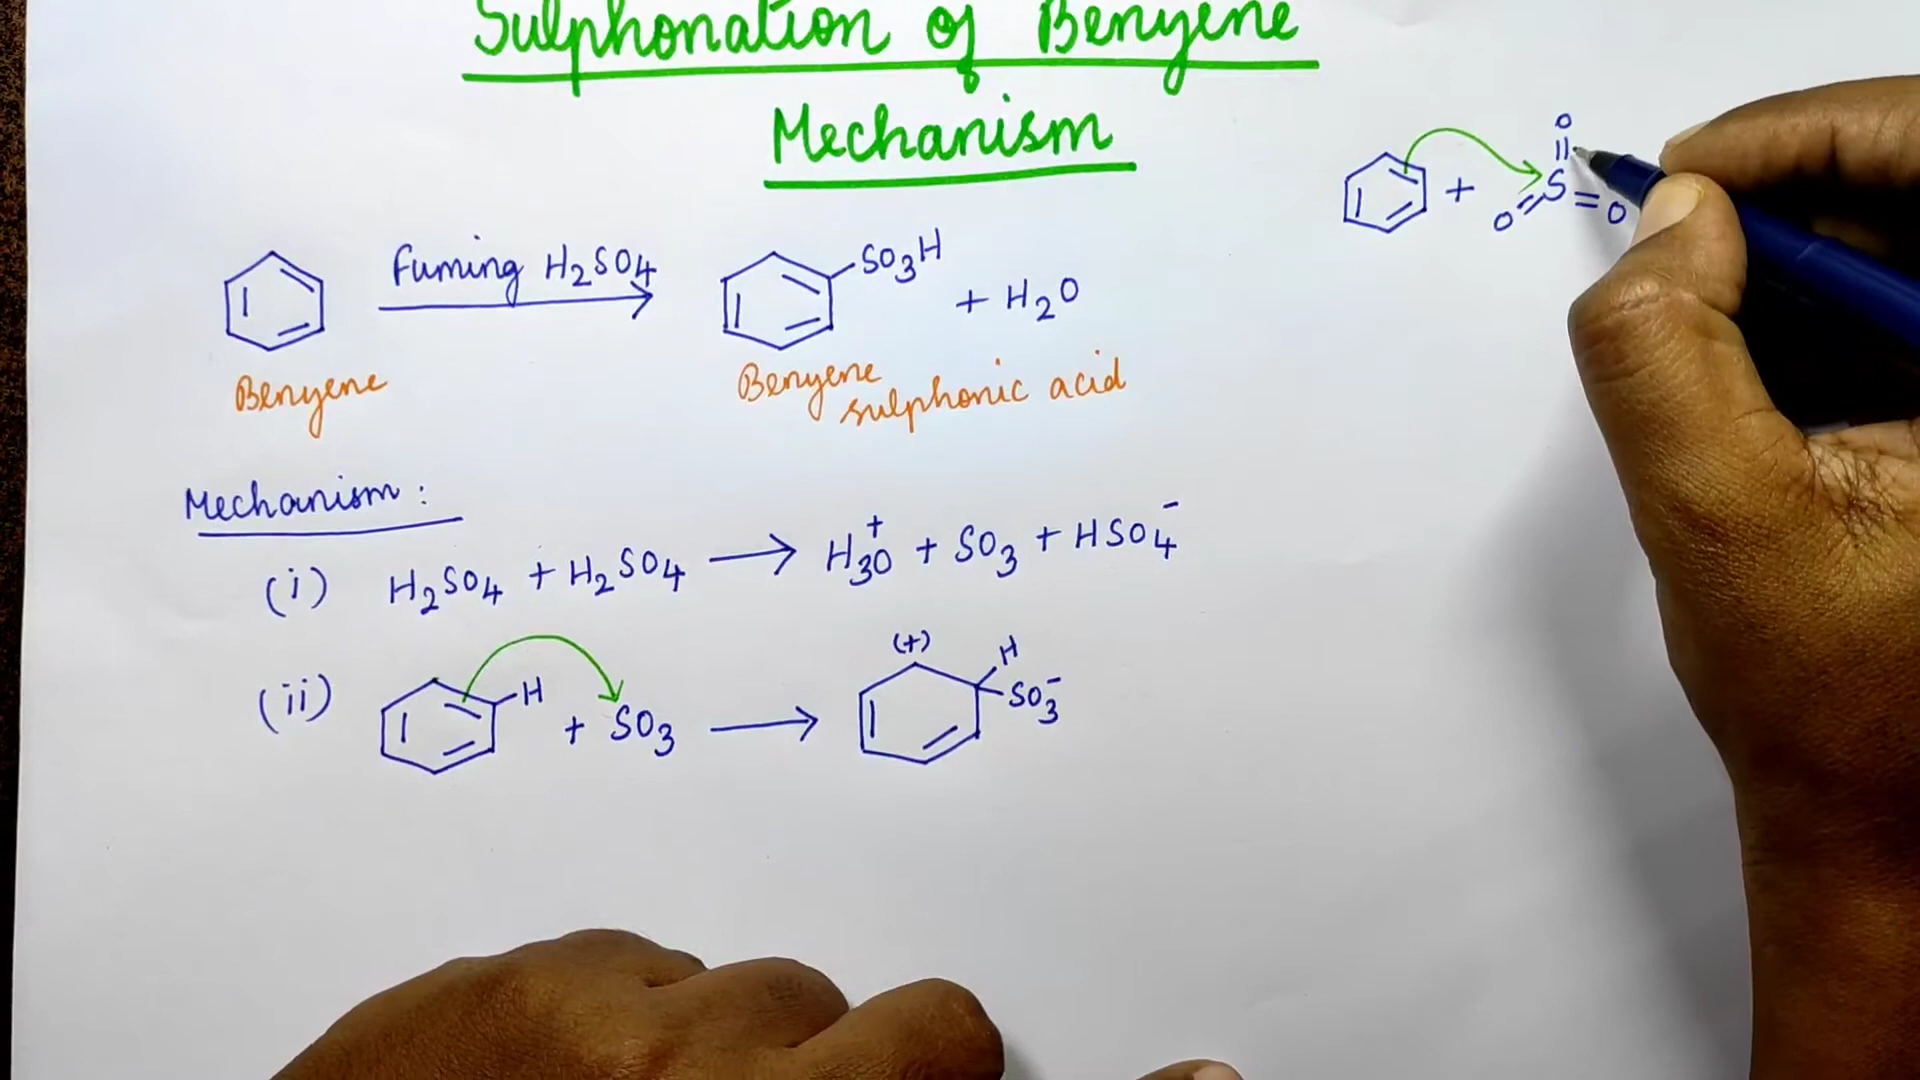 Sulphonation of Benzene
Mechanism
O
|| 
+ S
O = = O
Fuming H₂SO₄
SO₃H
+ H₂O
Benzene
Benzene
sulphonic acid
Mechanism :
(i) H₂SO₄ + H₂SO₄ ⟶ H₃O⁺ + SO₃ + HSO₄⁻
(ii) H + SO₃ ⟶ (+) H SO₃⁻